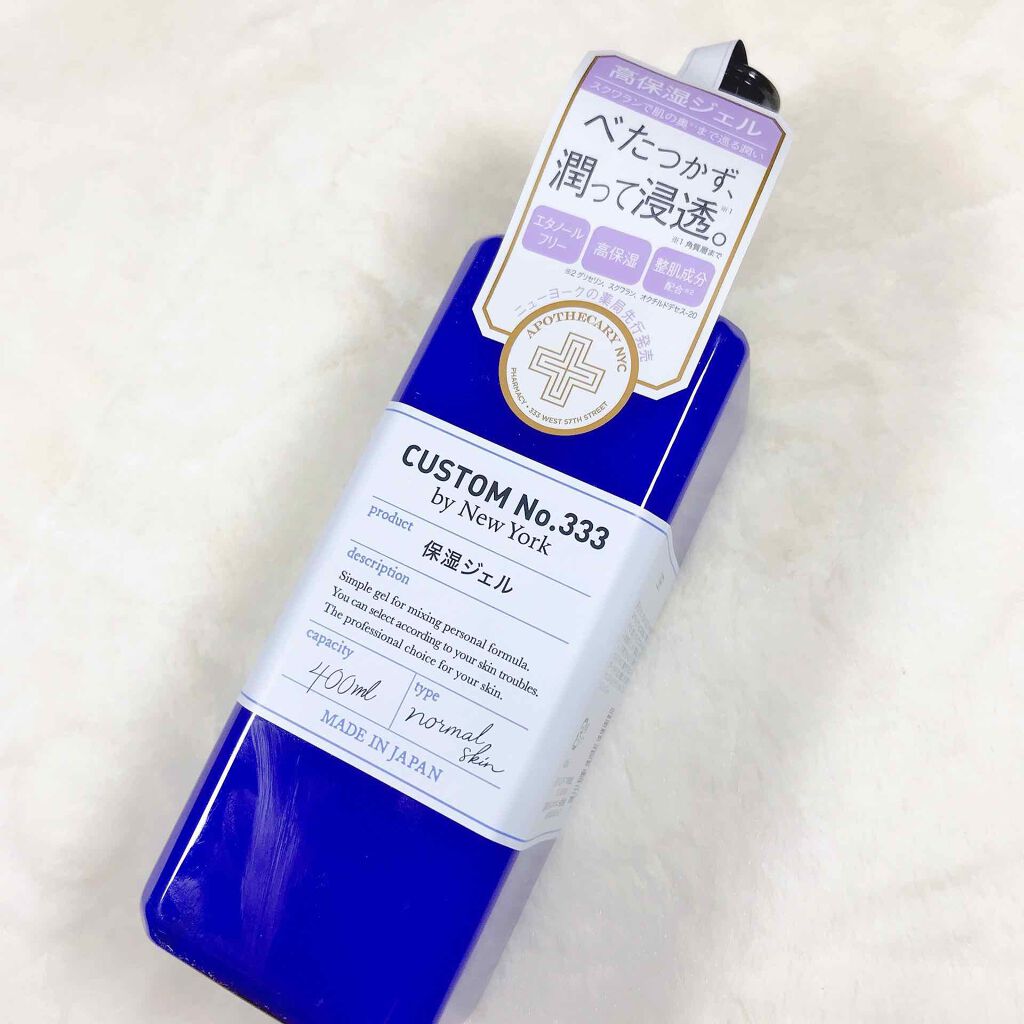 高保湿ジェル
スクワランで肌の奥※1まで巡る潤い
べたつかず、
潤って浸透。※1
※1 角質層まで
エタノール
フリー
高保湿
整肌成分
配合※2
※2 グリセリン、スクワラン、オクチルドデセス-20
ニューヨークの薬局先行発売
APOTHECARY NYC
PHARMACY • 333 WEST 57TH STREET
CUSTOM No.333
by New York
product
保湿ジェル
description
Simple gel for mixing personal formula.
You can select according to your skin troubles.
The professional choice for your skin.
capacity
400ml
type
normal
skin
MADE IN JAPAN